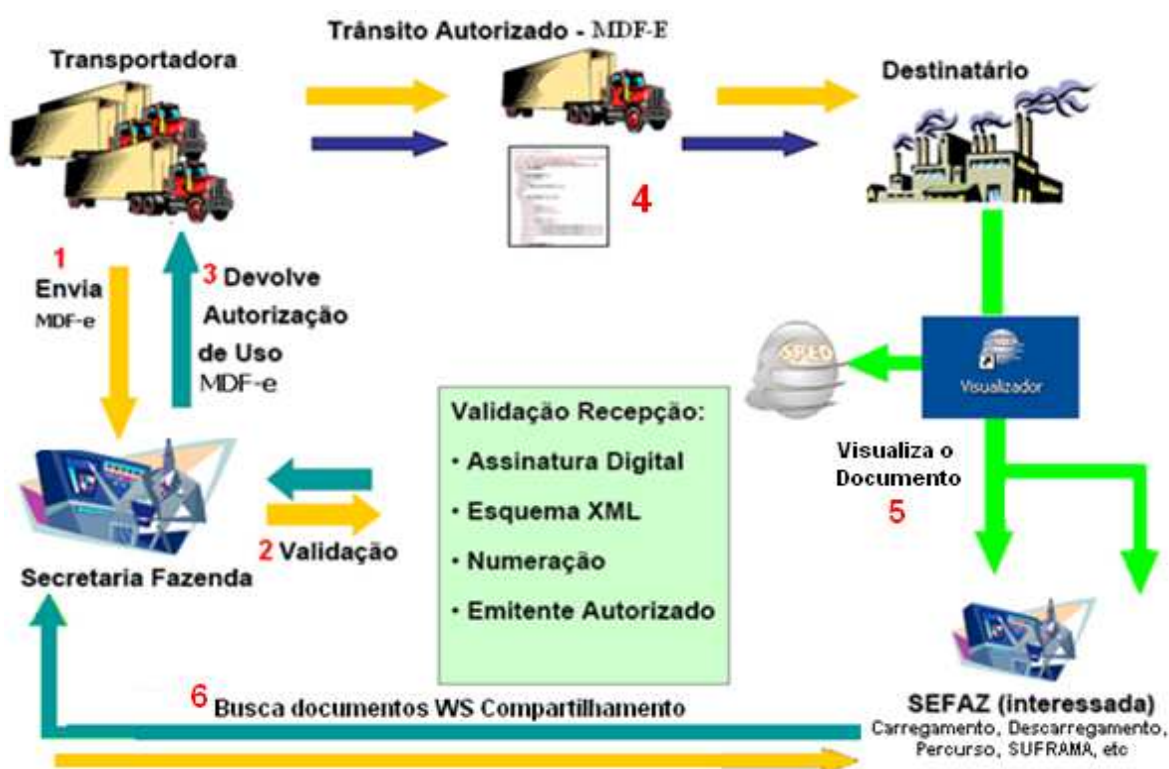 Trânsito Autorizado - MDF-E
Transportadora
Destinatário
4
1
Envia
MDF-e
3 Devolve
Autorização
de Uso
MDF-e
SPED
Visualizador
Validação Recepção:
• Assinatura Digital
• Esquema XML
• Numeração
• Emitente Autorizado
Visualiza o
Documento
5
2 Validação
Secretaria Fazenda
6 Busca documentos WS Compartilhamento
SEFAZ (interessada)
Carregamento, Descarregamento,
Percurso, SUFRAMA, etc